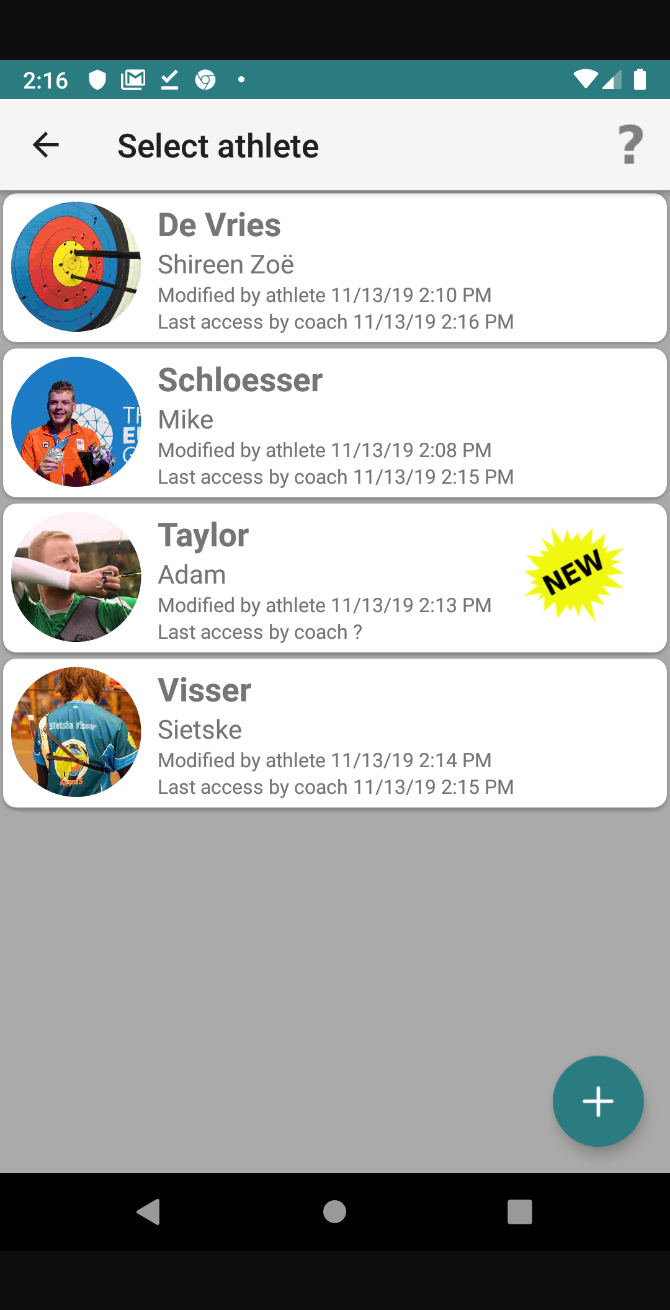 2:16
Select athlete
?
De Vries
Shireen Zoë
Modified by athlete 11/13/19 2:10 PM
Last access by coach 11/13/19 2:16 PM
Schloesser
Mike
Modified by athlete 11/13/19 2:08 PM
Last access by coach 11/13/19 2:15 PM
Taylor
Adam
Modified by athlete 11/13/19 2:13 PM
Last access by coach ?
NEW
Visser
Sietske
Modified by athlete 11/13/19 2:14 PM
Last access by coach 11/13/19 2:15 PM
Sietske Visser